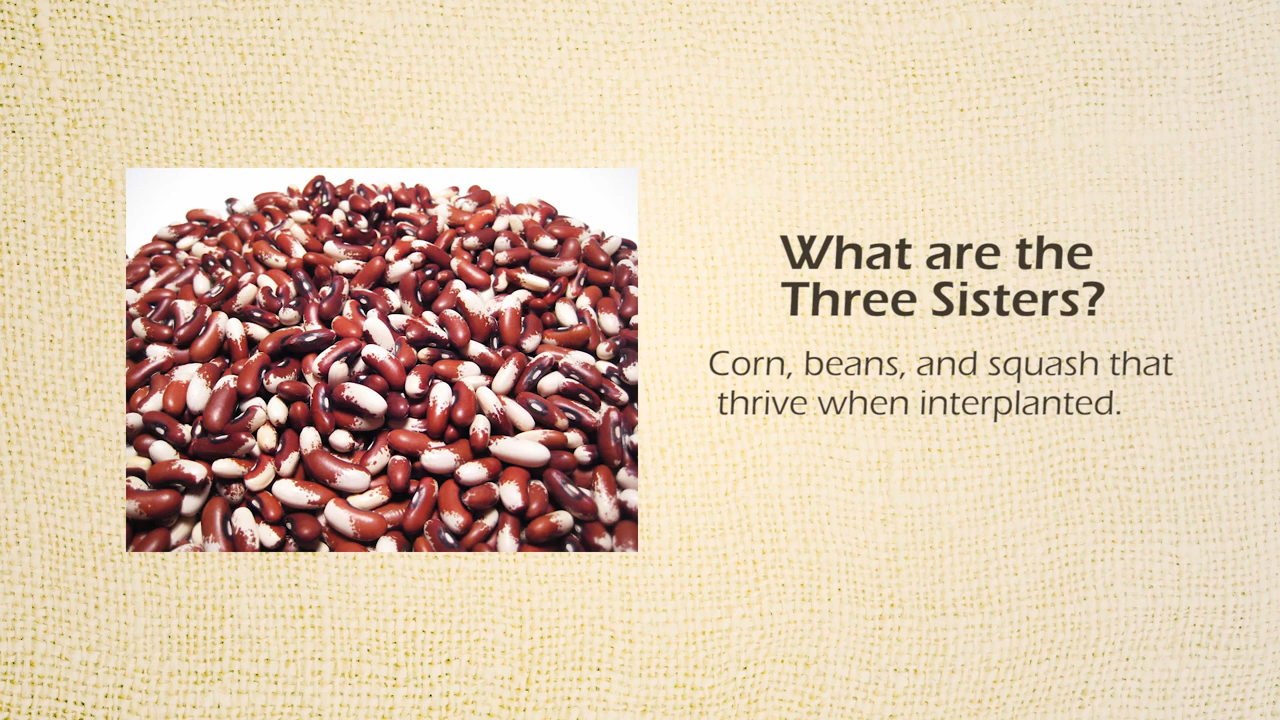 What are the
Three Sisters?
Corn, beans, and squash that
thrive when interplanted.